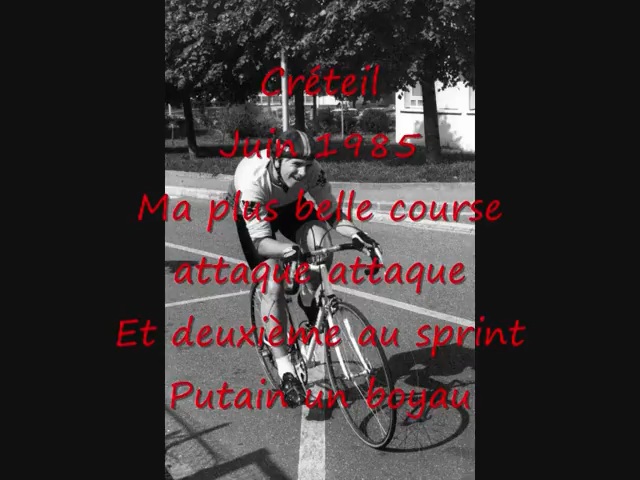 Créteil
Juin 1985
Ma plus belle course
attaque attaque
Et deuxième au sprint
Putain un boyau